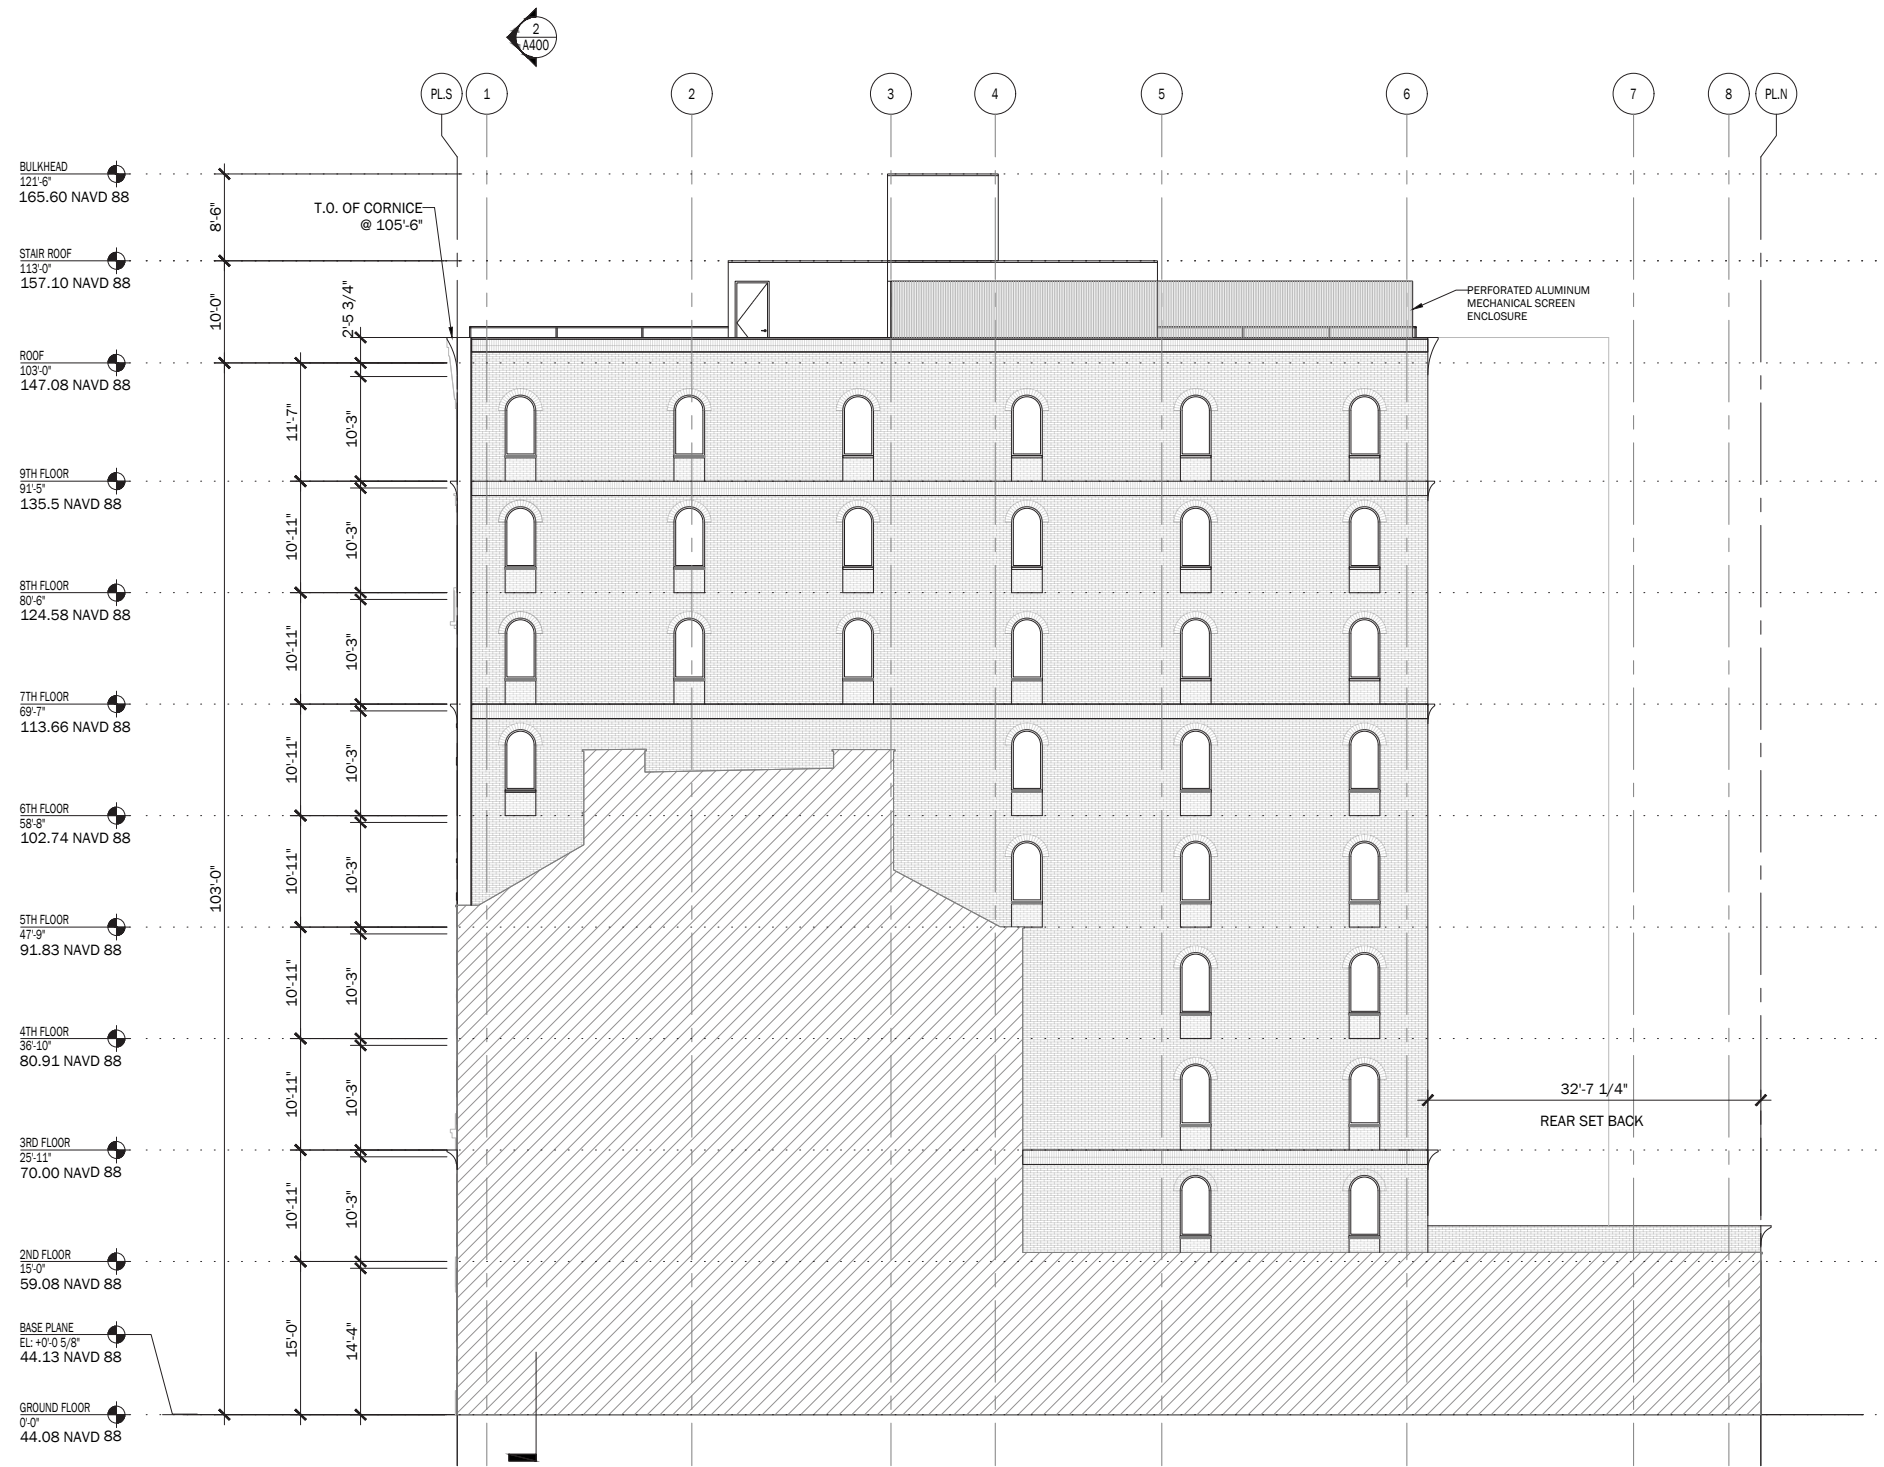 2
A400
PL.S
1
2
3
4
5
6
7
8
PL.N
BULKHEAD
121'-6"
165.60 NAVD 88
8'-6"
T.O. OF CORNICE
@ 105'-6"
STAIR ROOF
113'-0"
157.10 NAVD 88
10'-0"
2'-5 3/4"
PERFORATED ALUMINUM
MECHANICAL SCREEN
ENCLOSURE
ROOF
103'-0"
147.08 NAVD 88
11'-7"
10'-3"
9TH FLOOR
91'-5"
135.5 NAVD 88
10'-11"
10'-3"
8TH FLOOR
80'-6"
124.58 NAVD 88
10'-11"
10'-3"
7TH FLOOR
69'-7"
113.66 NAVD 88
10'-11"
10'-3"
6TH FLOOR
58'-8"
102.74 NAVD 88
103'-0"
10'-11"
10'-3"
5TH FLOOR
47'-9"
91.83 NAVD 88
10'-11"
10'-3"
4TH FLOOR
36'-10"
80.91 NAVD 88
10'-11"
10'-3"
32'-7 1/4"
REAR SET BACK
3RD FLOOR
25'-11"
70.00 NAVD 88
10'-11"
10'-3"
2ND FLOOR
15'-0"
59.08 NAVD 88
15'-0"
14'-4"
BASE PLANE
EL: +0'-0 5/8"
44.13 NAVD 88
GROUND FLOOR
0'-0"
44.08 NAVD 88